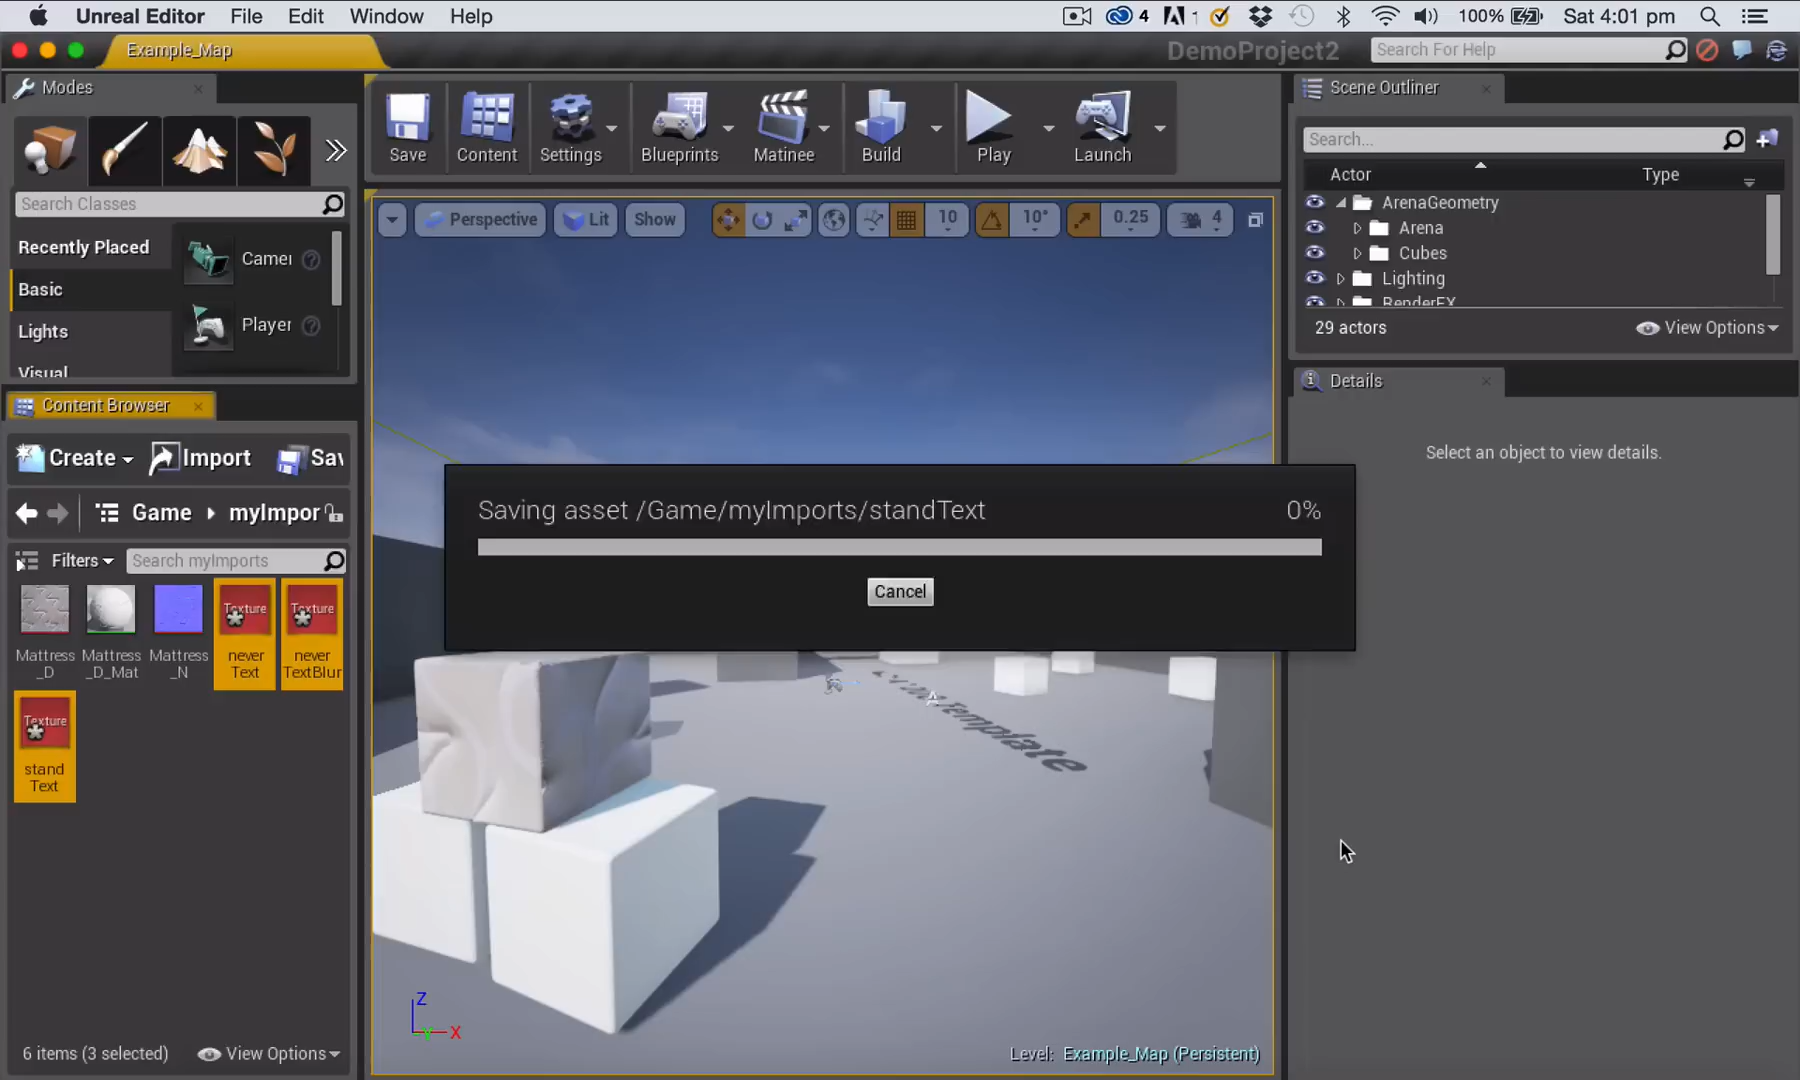 Unreal Editor File Edit Window Help 4 1 100% Sat 4:01 pm
Example_Map DemoProject2 Search For Help
Modes
Save Content Settings Blueprints Matinee Build Play Launch
Search Classes
Recently Placed
Basic
Lights
Visual
Camer
Player
Perspective Lit Show 10 10° 0.25 4
Scene Outliner
Search...
Actor Type
ArenaGeometry
Arena
Cubes
Lighting
RenderFX
29 actors View Options
Details
Select an object to view details.
Content Browser
Create Import Sav
Game myImpor
Filters Search myImports
Mattress
_D
Mattress
_D_Mat
Mattress
_N
Texture
never
Text
Texture
never
TextBlur
Texture
stand
Text
6 items (3 selected) View Options
Saving asset /Game/myImports/standText 0%
Cancel
Template
Z
Y X
Level: Example_Map (Persistent)